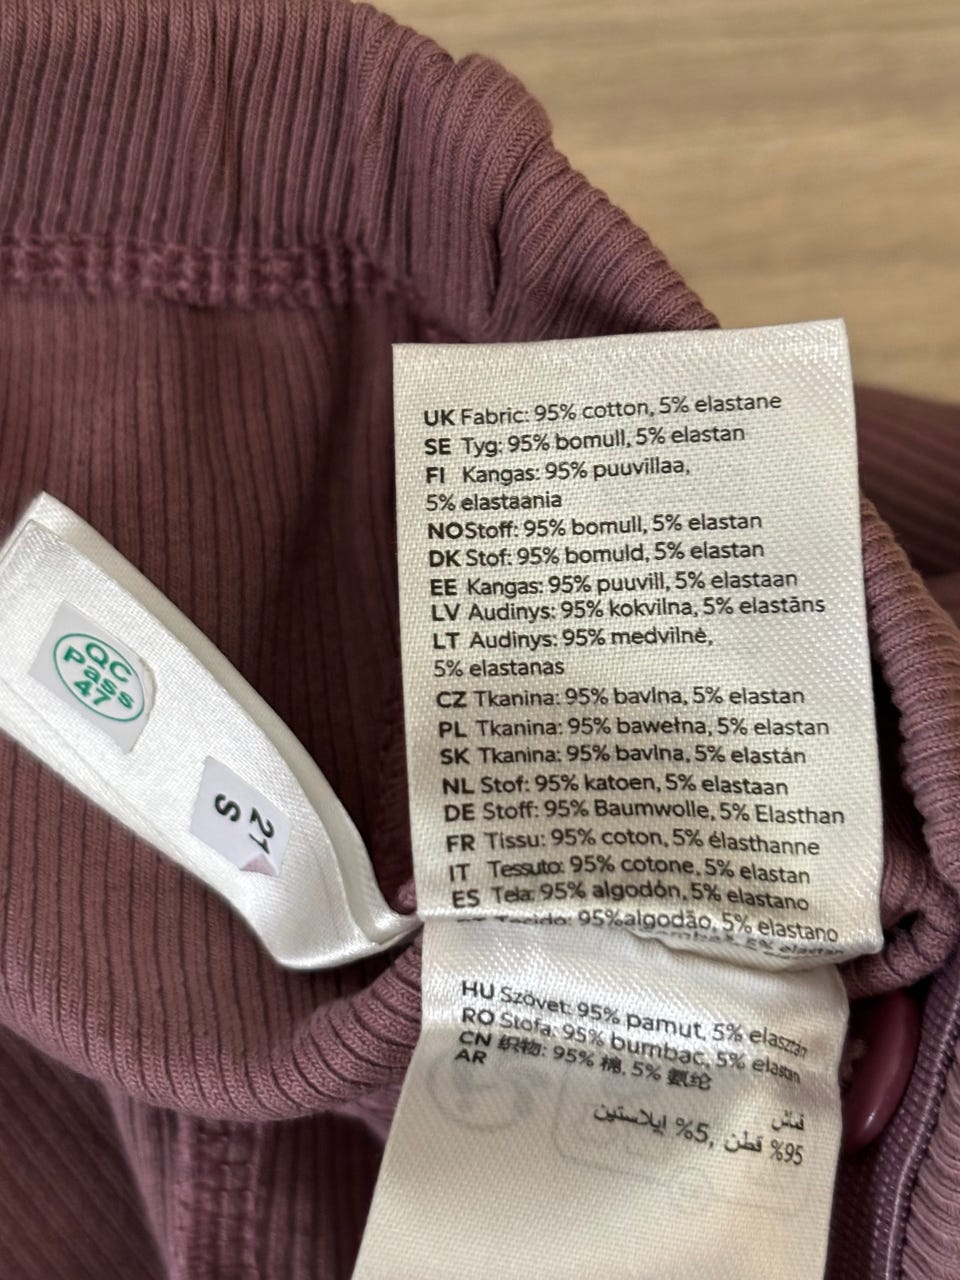 UK Fabric: 95% cotton, 5% elastane
SE Tyg: 95% bomull, 5% elastan
FI Kangas: 95% puuvillaa,
5% elastaania
NO Stoff: 95% bomull, 5% elastan
DK Stof: 95% bomuld, 5% elastan
EE Kangas: 95% puuvill, 5% elastaan
LV Audinys: 95% kokvilna, 5% elastāns
LT Audinys: 95% medvilnė,
5% elastanas
CZ Tkanina: 95% bavlna, 5% elastan
PL Tkanina: 95% bawełna, 5% elastan
SK Tkanina: 95% bavlna, 5% elastán
NL Stof: 95% katoen, 5% elastaan
DE Stoff: 95% Baumwolle, 5% Elasthan
FR Tissu: 95% coton, 5% élasthanne
IT Tessuto: 95% cotone, 5% elastan
ES Tela: 95% algodón, 5% elastano
Tecido: 95%algodão, 5% elastano
5% elastan
HU Szövet: 95% pamut, 5% elasztán
RO Stofa: 95% bumbac, 5% elastan
CN 织物: 95% 棉, 5% 氨纶
AR
قماش
95% قطن ,5% ايلاستين
QC
Pass
47
21
S